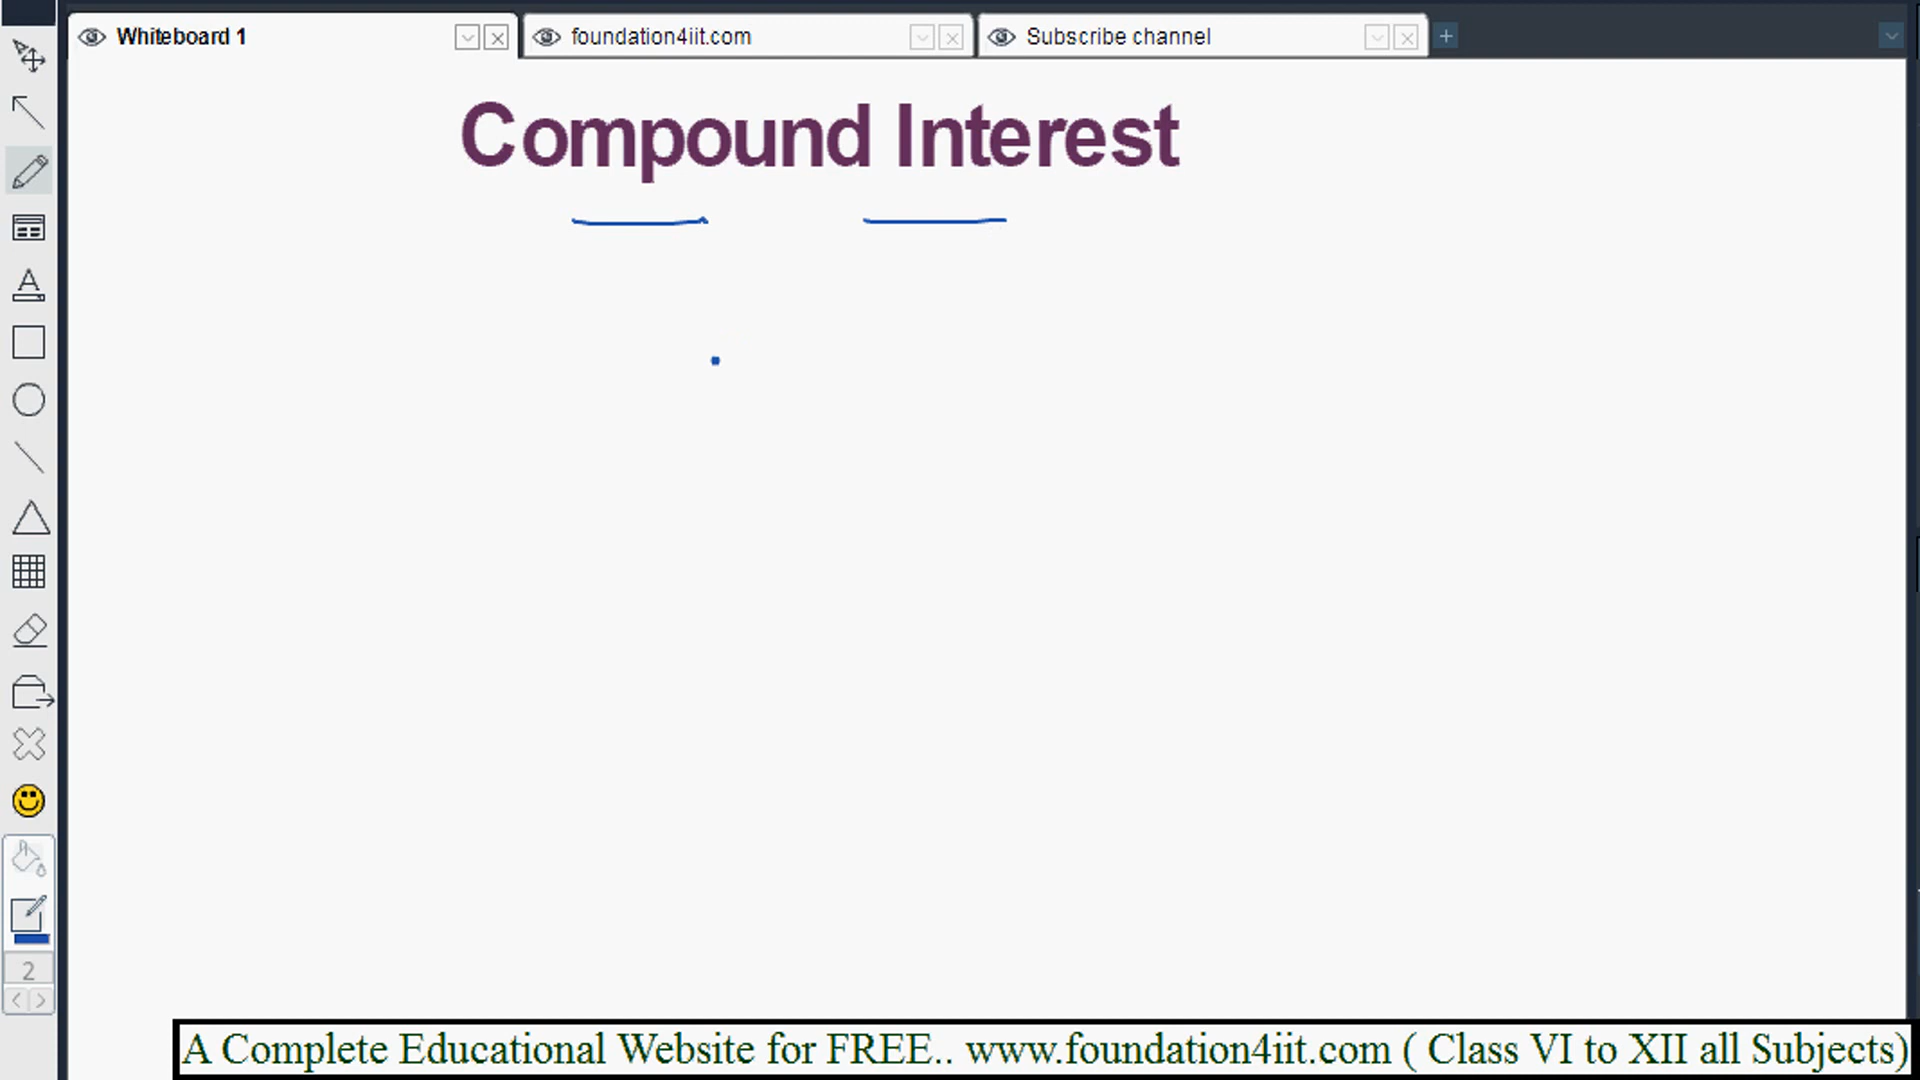 Whiteboard 1
foundation4iit.com
Subscribe channel
Compound Interest
2
A Complete Educational Website for FREE.. www.foundation4iit.com ( Class VI to XII all Subjects)